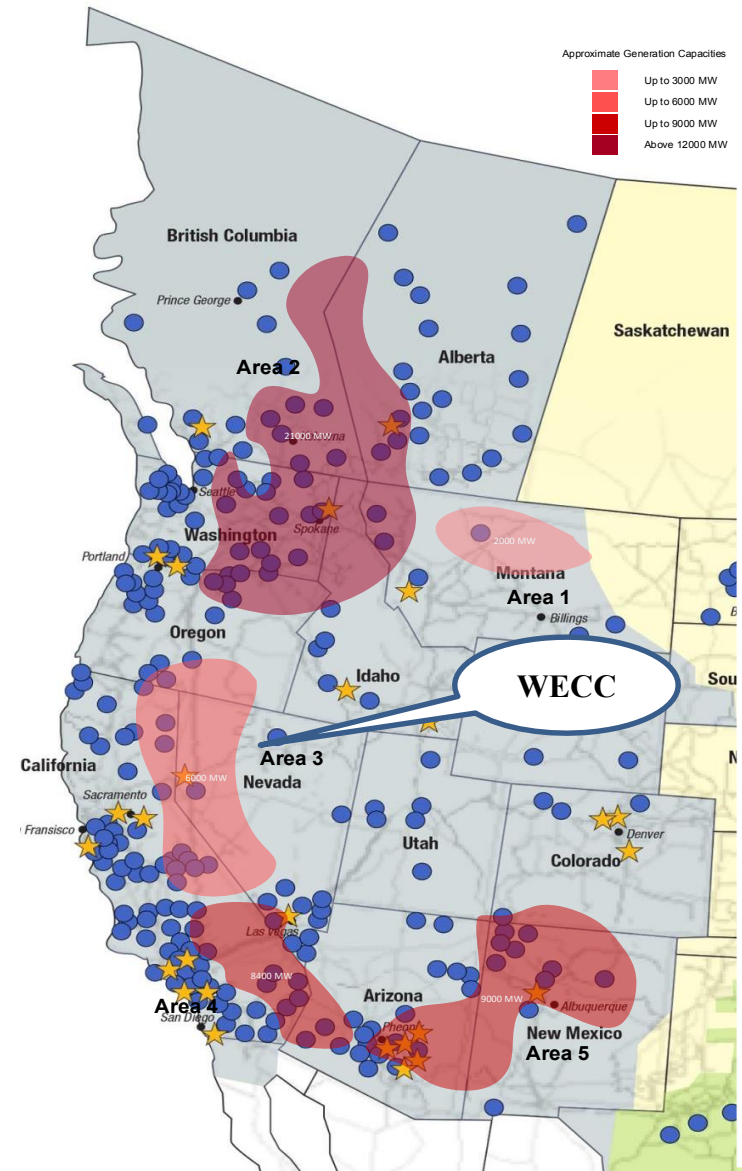 Approximate Generation Capacities
Up to 3000 MW
Up to 6000 MW
Up to 9000 MW
Above 12000 MW
British Columbia
Prince George
Saskatchewan
Alberta
Area 2
21000 MW
Seattle
Washington
Spokane
2000 MW
Portland
Montana
Area 1
Billings
Oregon
Idaho
WECC
Sou
California
Area 3
Nevada
6000 MW
Sacramento
Fransisco
Utah
Denver
Colorado
Las Vegas
8400 MW
Arizona
9000 MW
Albuquerque
Area 4
San Diego
New Mexico
Area 5